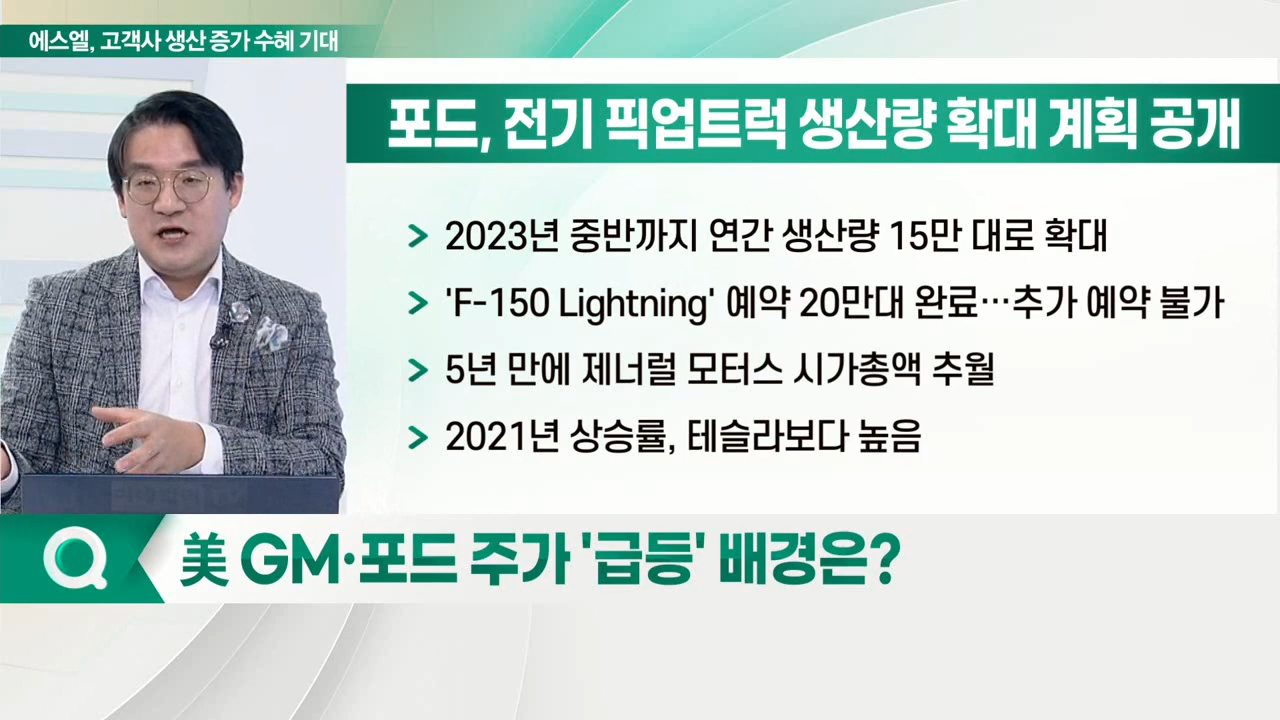 에스엘, 고객사 생산 증가 수혜 기대
포드, 전기 픽업트럭 생산량 확대 계획 공개
2023년 중반까지 연간 생산량 15만 대로 확대
'F-150 Lightning' 예약 20만대 완료…추가 예약 불가
5년 만에 제너럴 모터스 시가총액 추월
2021년 상승률, 테슬라보다 높음
美 GM·포드 주가 '급등' 배경은?